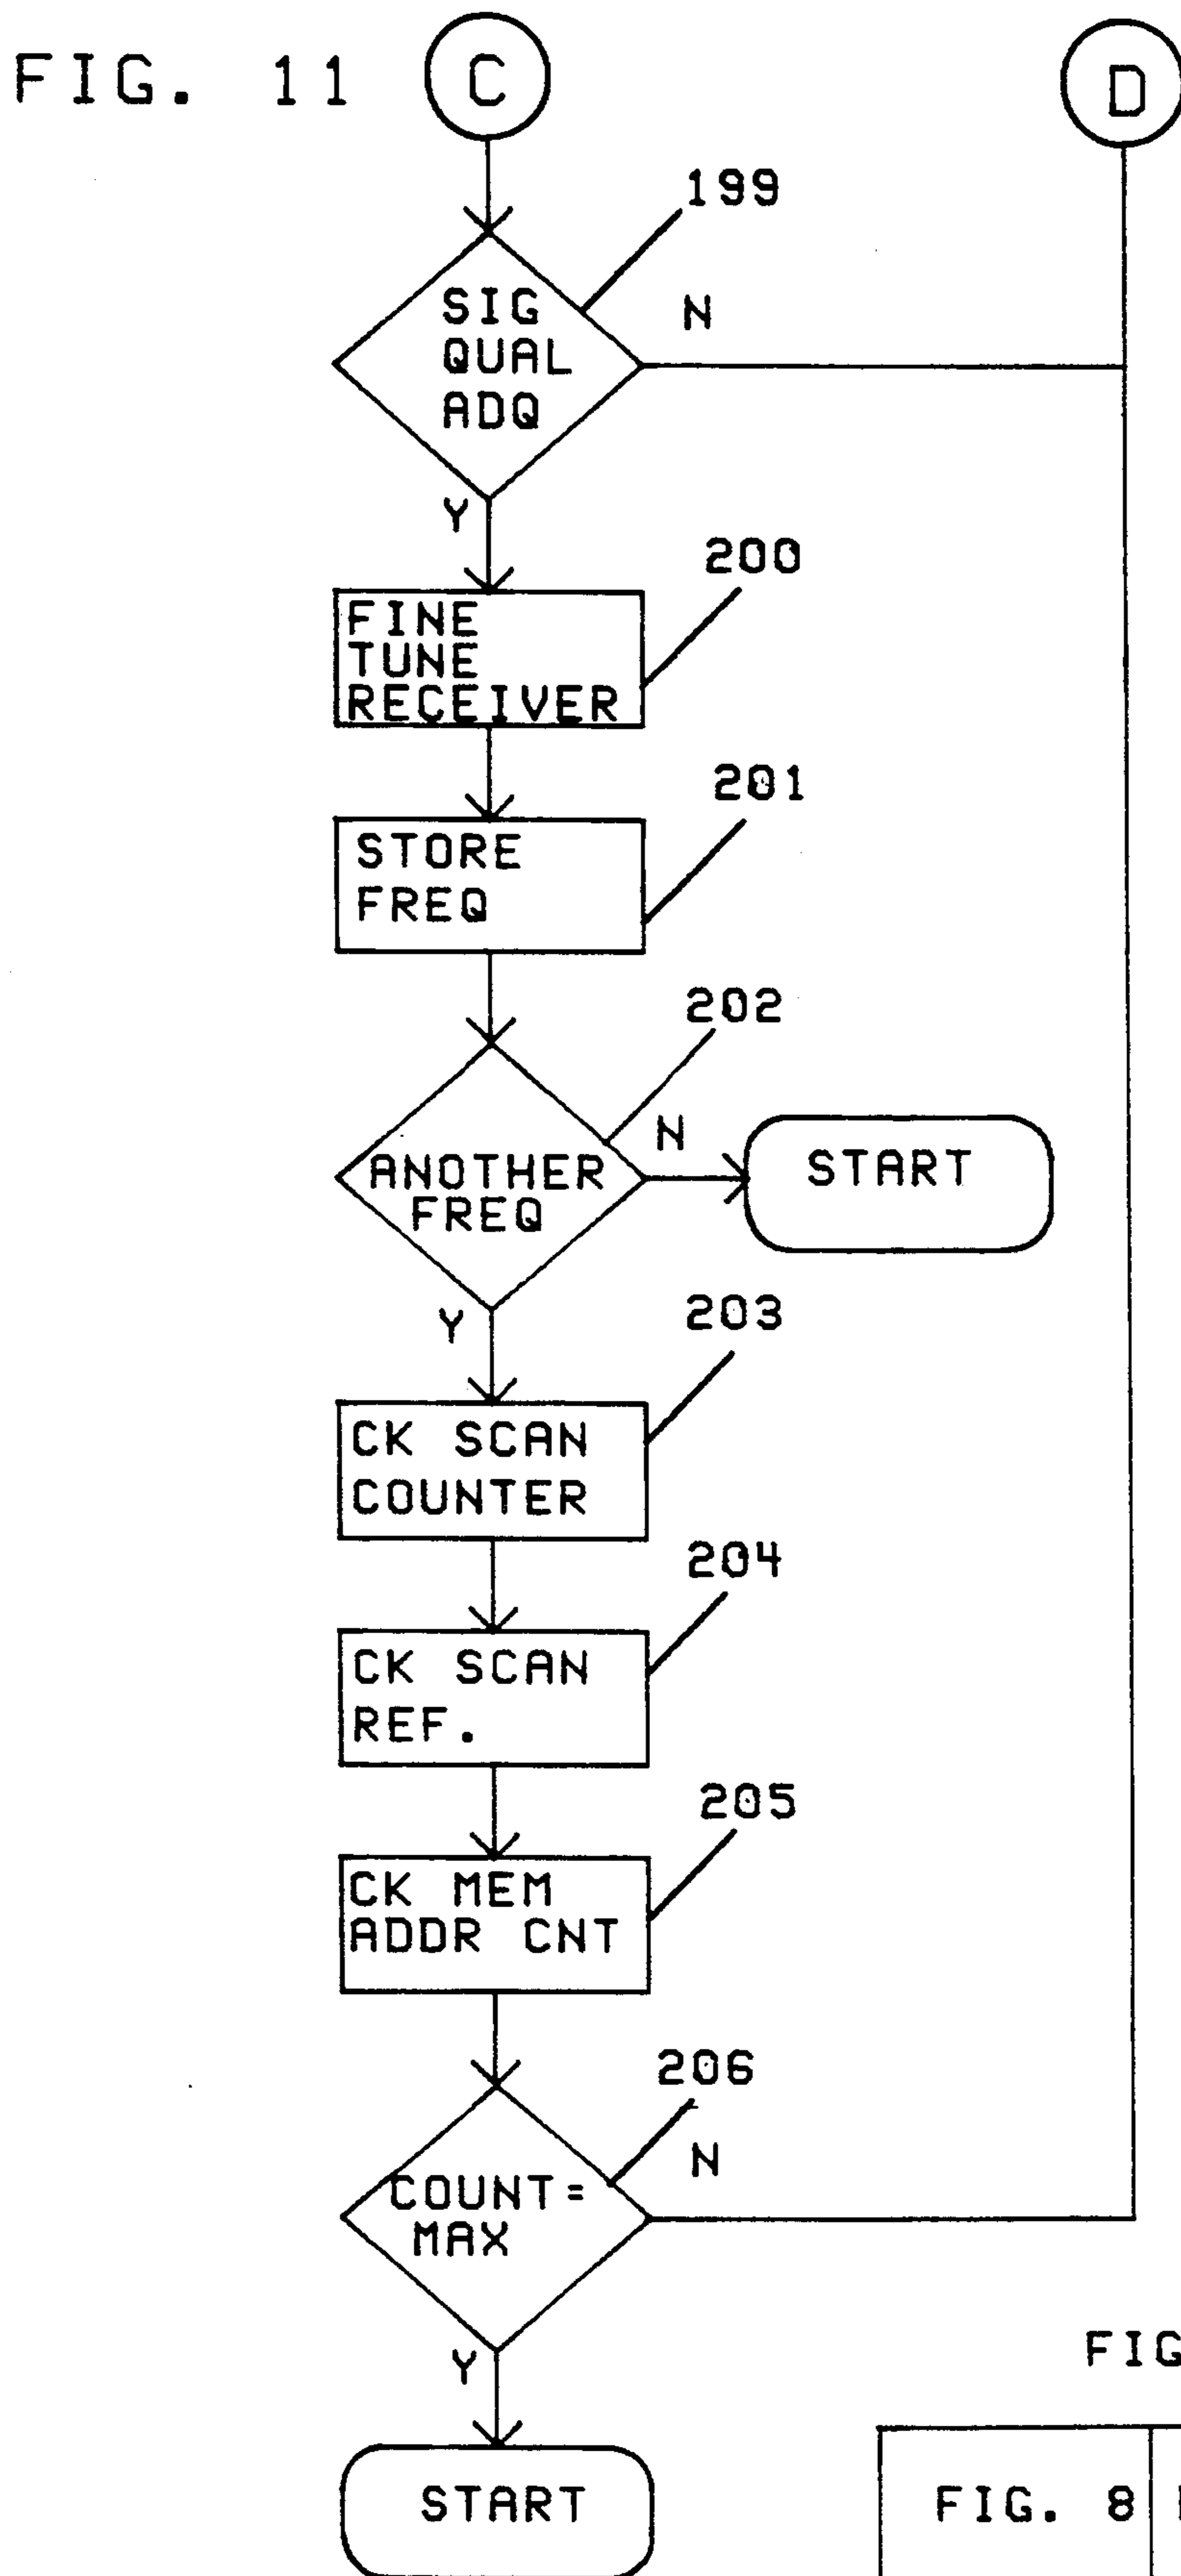 FIG. 11
C
D
199
SIG
QUAL
ADQ
N
Y
200
FINE
TUNE
RECEIVER
201
STORE
FREQ
202
ANOTHER
FREQ
N
START
Y
203
CK SCAN
COUNTER
204
CK SCAN
REF.
205
CK MEM
ADDR CNT
206
COUNT=
MAX
N
Y
START
FIG
FIG. 8